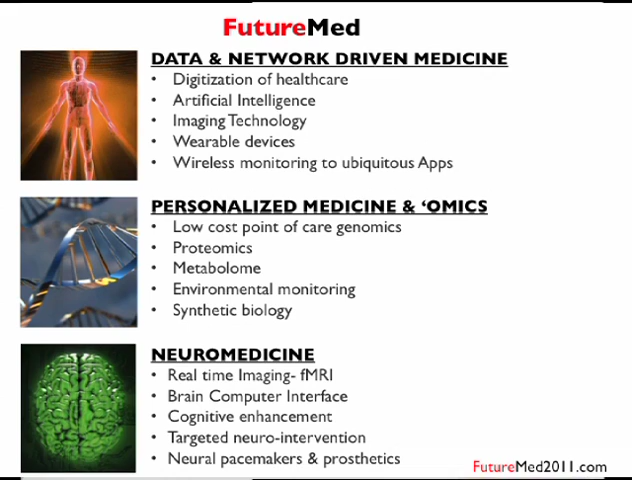 FutureMed
DATA & NETWORK DRIVEN MEDICINE
• Digitization of healthcare
• Artificial Intelligence
• Imaging Technology
• Wearable devices
• Wireless monitoring to ubiquitous Apps
PERSONALIZED MEDICINE & ‘OMICS
• Low cost point of care genomics
• Proteomics
• Metabolome
• Environmental monitoring
• Synthetic biology
NEUROMEDICINE
• Real time Imaging- fMRI
• Brain Computer Interface
• Cognitive enhancement
• Targeted neuro-intervention
• Neural pacemakers & prosthetics
FutureMed2011.com